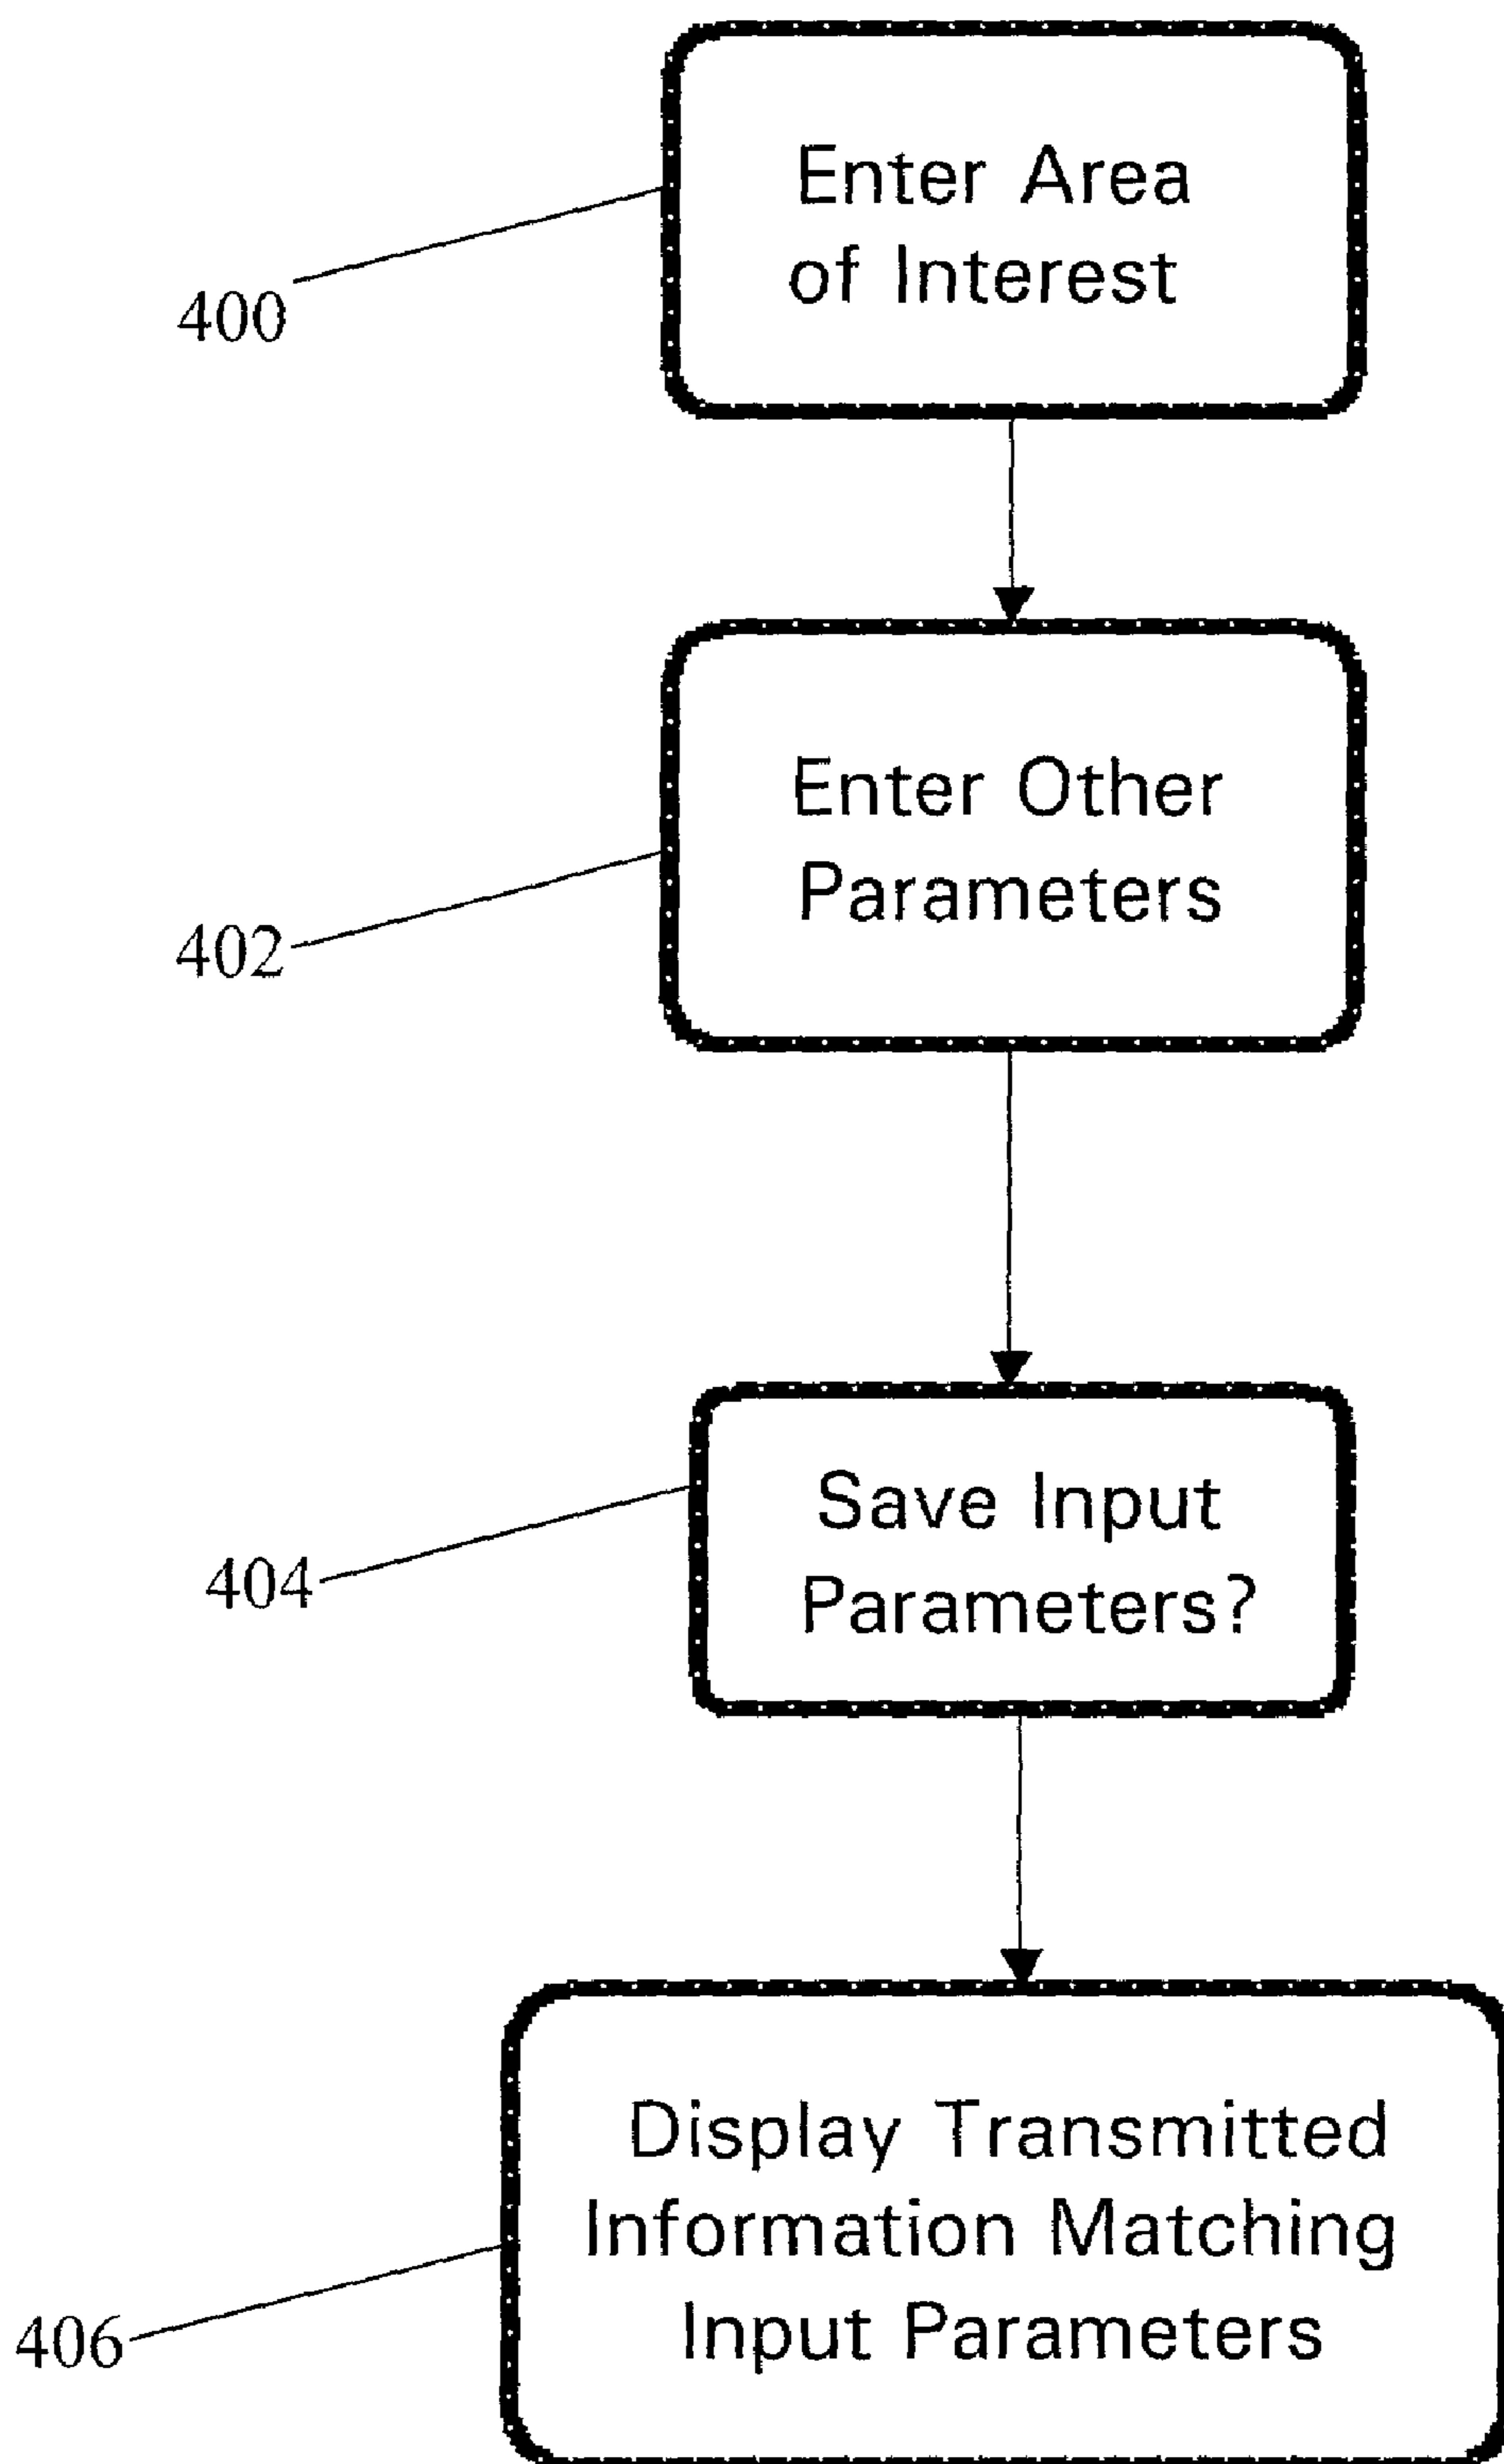 Enter Area
of Interest
400
Enter Other
Parameters
402
Save Input
Parameters?
404
Display Transmitted
Information Matching
Input Parameters
406